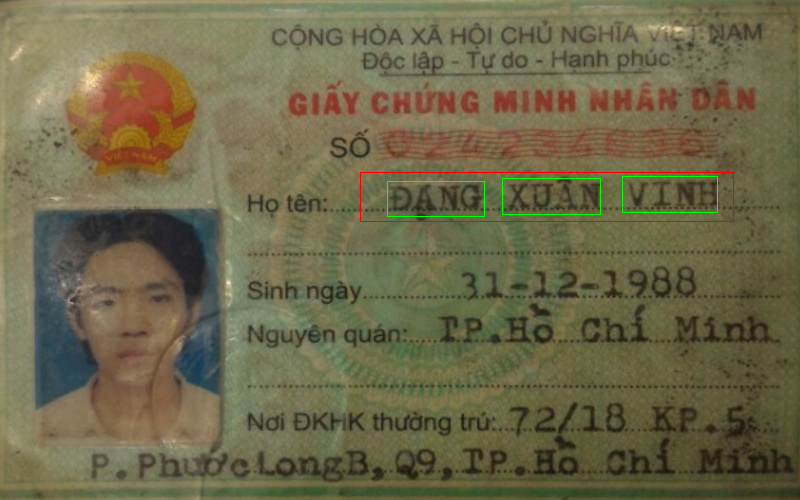 CỘNG HÒA XÃ HỘI CHỦ NGHĨA VIỆT NAM
Độc lập - Tự do - Hạnh phúc
GIẤY CHỨNG MINH NHÂN DÂN
VIỆT NAM
SỐ
Họ tên: ĐẶNG XUÂN VINH
Sinh ngày 31-12-1988
Nguyên quán: TP.Hồ Chí Minh
Nơi ĐKHK thường trú: 72/18 KP.5
P.Phước Long B, Q9, TP.Hồ Chí Minh